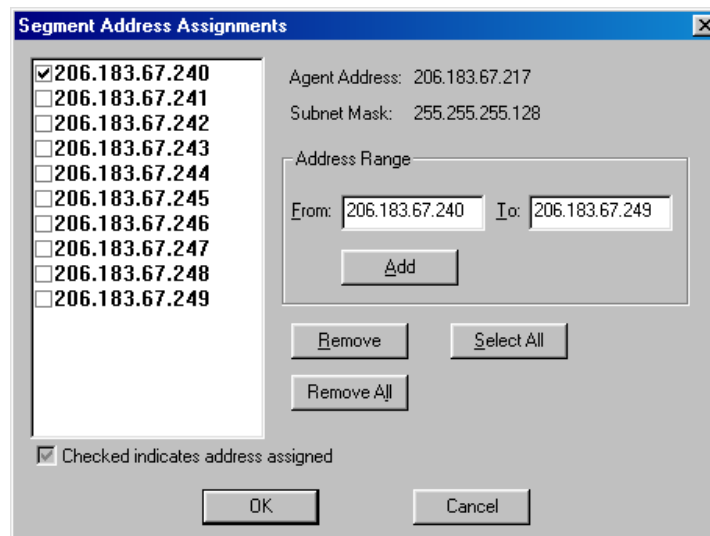 Segment Address Assignments
206.183.67.240
206.183.67.241
206.183.67.242
206.183.67.243
206.183.67.244
206.183.67.245
206.183.67.246
206.183.67.247
206.183.67.248
206.183.67.249
Agent Address: 206.183.67.217
Subnet Mask: 255.255.255.128
Address Range
From: 206.183.67.240 To: 206.183.67.249
Add
Remove Select All
Remove All
Checked indicates address assigned
OK Cancel